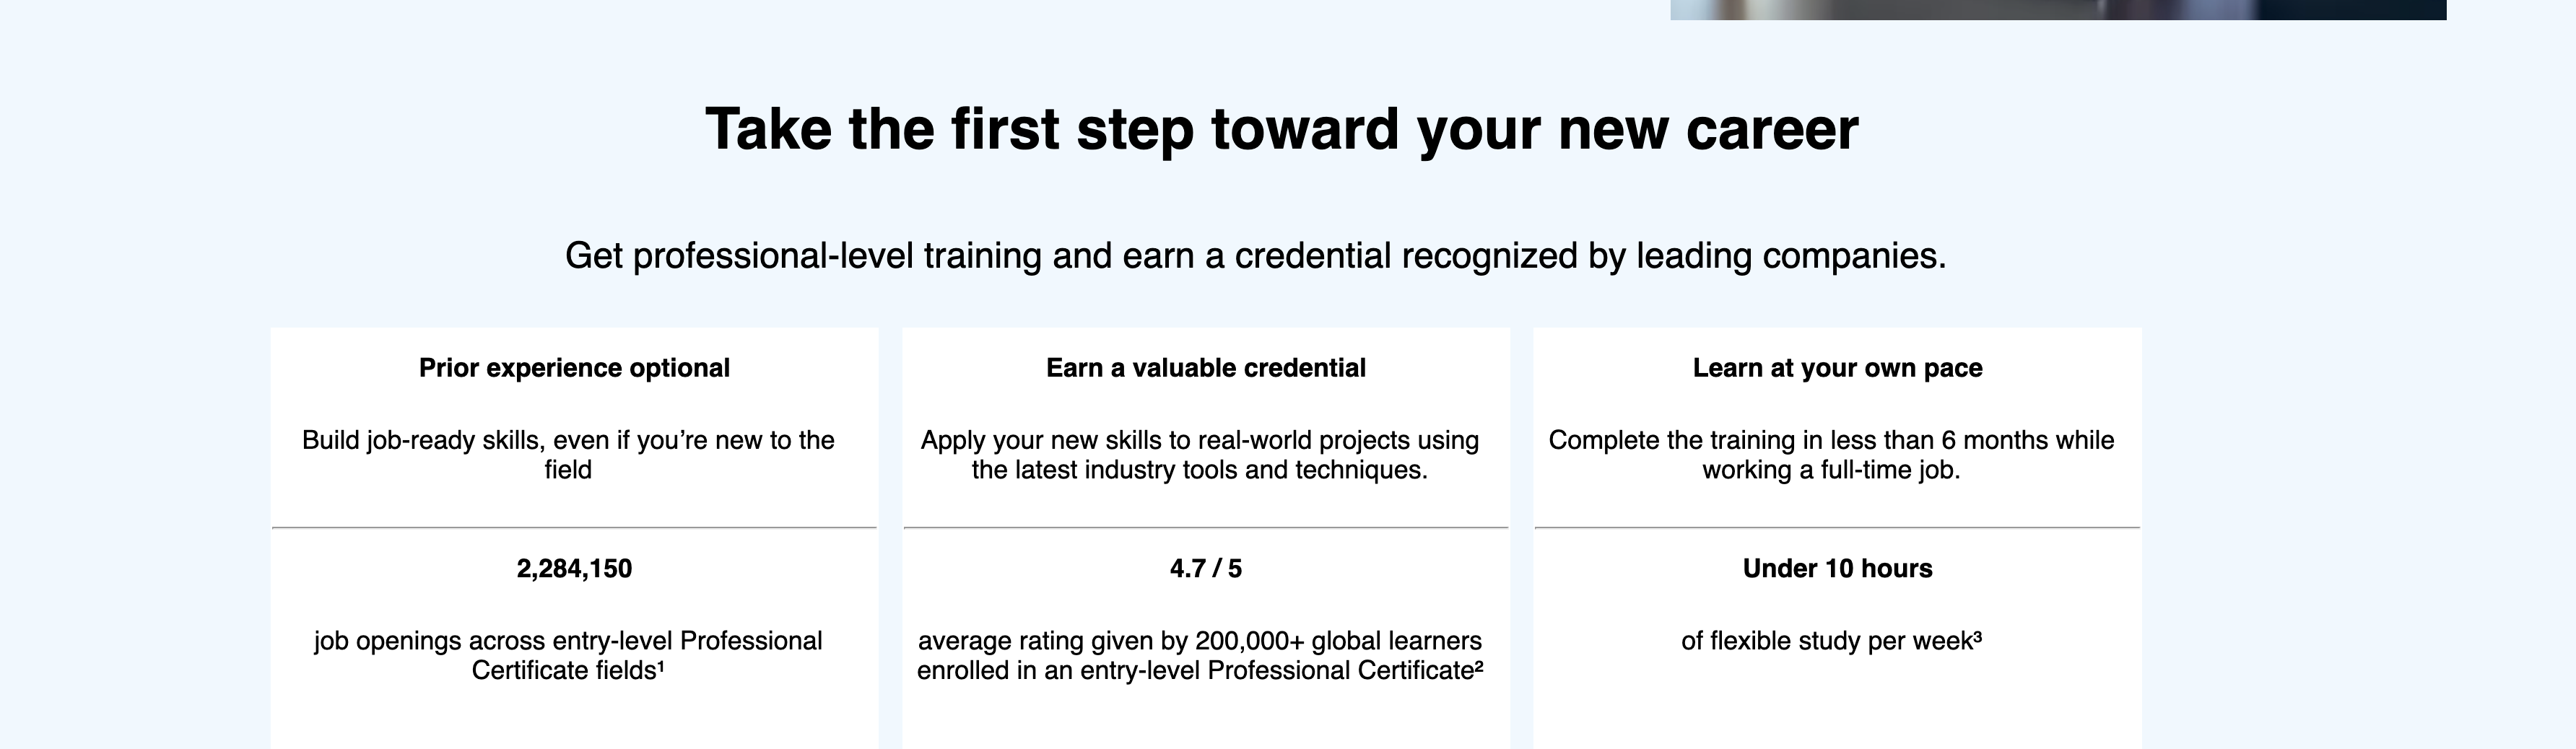 Take the first step toward your new career
Get professional-level training and earn a credential recognized by leading companies.
Prior experience optional
Build job-ready skills, even if you’re new to the
field
2,284,150
job openings across entry-level Professional
Certificate fields¹
Earn a valuable credential
Apply your new skills to real-world projects using
the latest industry tools and techniques.
4.7 / 5
average rating given by 200,000+ global learners
enrolled in an entry-level Professional Certificate²
Learn at your own pace
Complete the training in less than 6 months while
working a full-time job.
Under 10 hours
of flexible study per week³